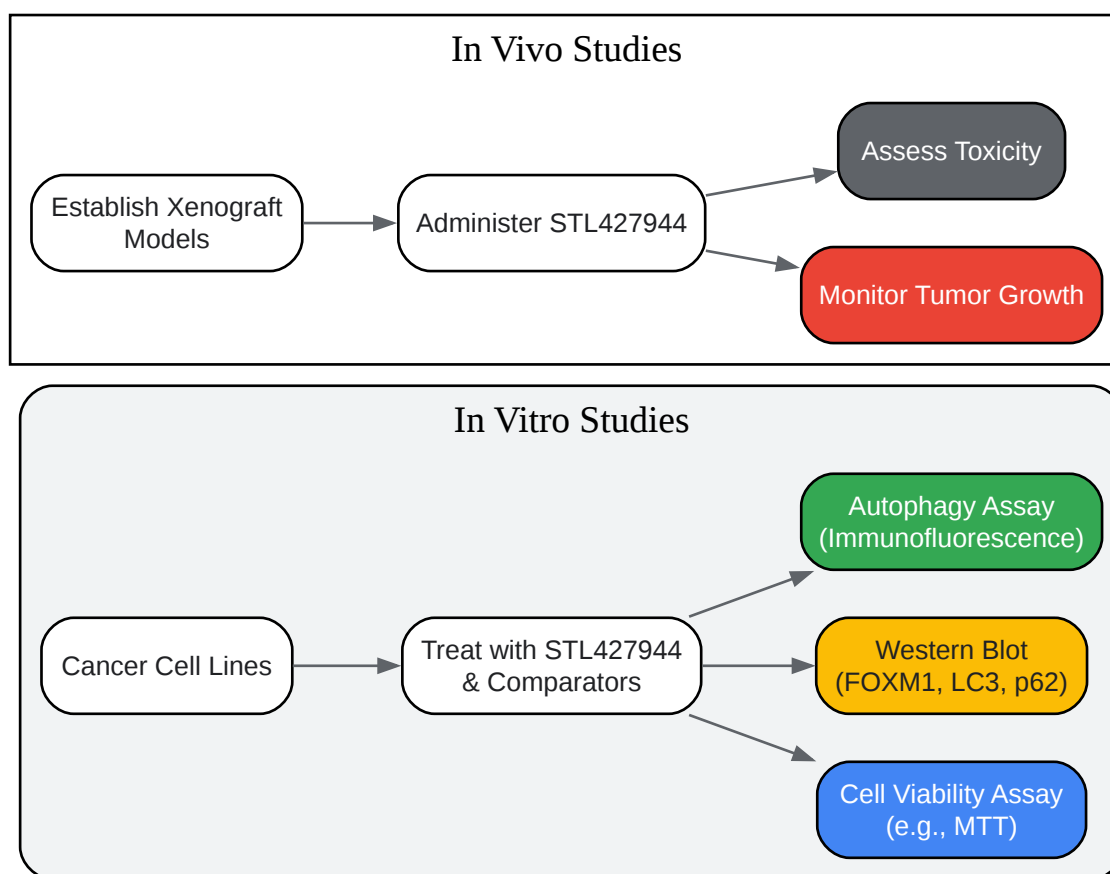 In Vivo Studies
Assess Toxicity
Establish Xenograft
Models
Administer STL427944
Monitor Tumor Growth
In Vitro Studies
Autophagy Assay
(Immunofluorescence)
Cancer Cell Lines
Treat with STL427944
& Comparators
Western Blot
(FOXM1, LC3, p62)
Cell Viability Assay
(e.g., MTT)